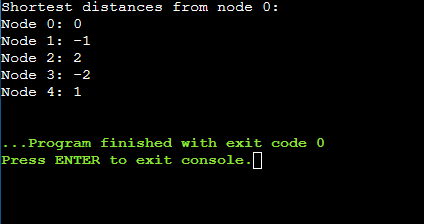 Shortest distances from node 0:
Node 0: 0
Node 1: -1
Node 2: 2
Node 3: -2
Node 4: 1
...Program finished with exit code 0
Press ENTER to exit console.